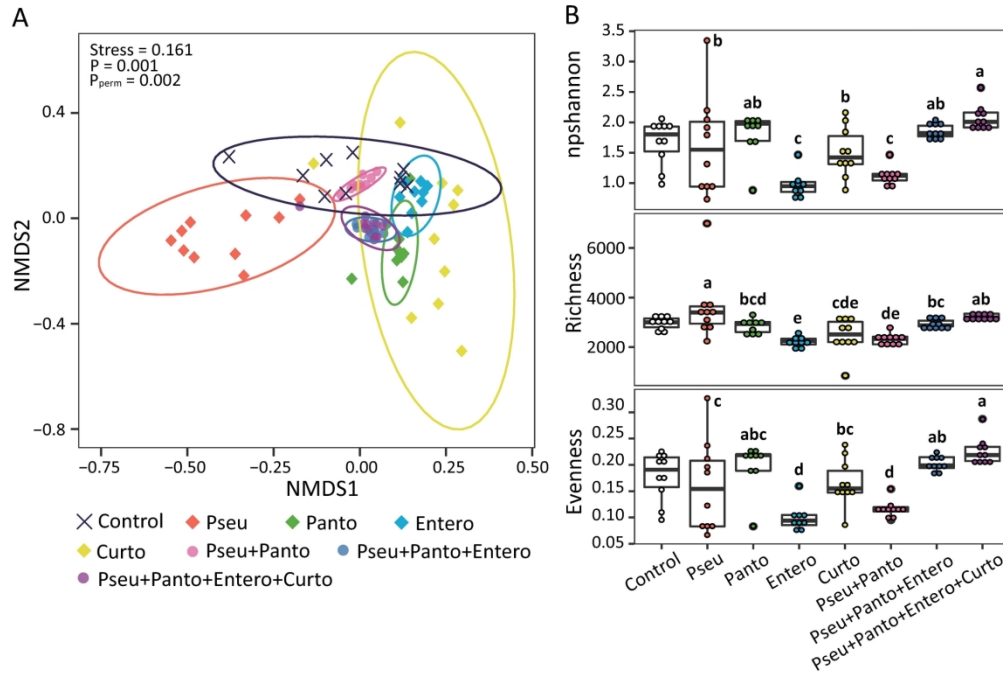 A
Stress = 0.161
P = 0.001
Pperm = 0.002
NMDS2
0.4
0.0
−0.4
−0.8
−0.75
−0.50
−0.25
0.00
0.25
0.50
NMDS1
Control
Pseu
Panto
Entero
Curto
Pseu+Panto
Pseu+Panto+Entero
Pseu+Panto+Entero+Curto
B
npshannon
3.5
3.0
2.5
2.0
1.5
1.0
b
ab
c
b
c
ab
a
Richness
6000
4000
2000
a
bcd
e
cde
de
bc
ab
Evenness
0.30
0.25
0.20
0.15
0.10
0.05
c
abc
d
bc
d
ab
a
Control
Pseu
Panto
Entero
Curto
Pseu+Panto
Pseu+Panto+Entero
Pseu+Panto+Entero+Curto